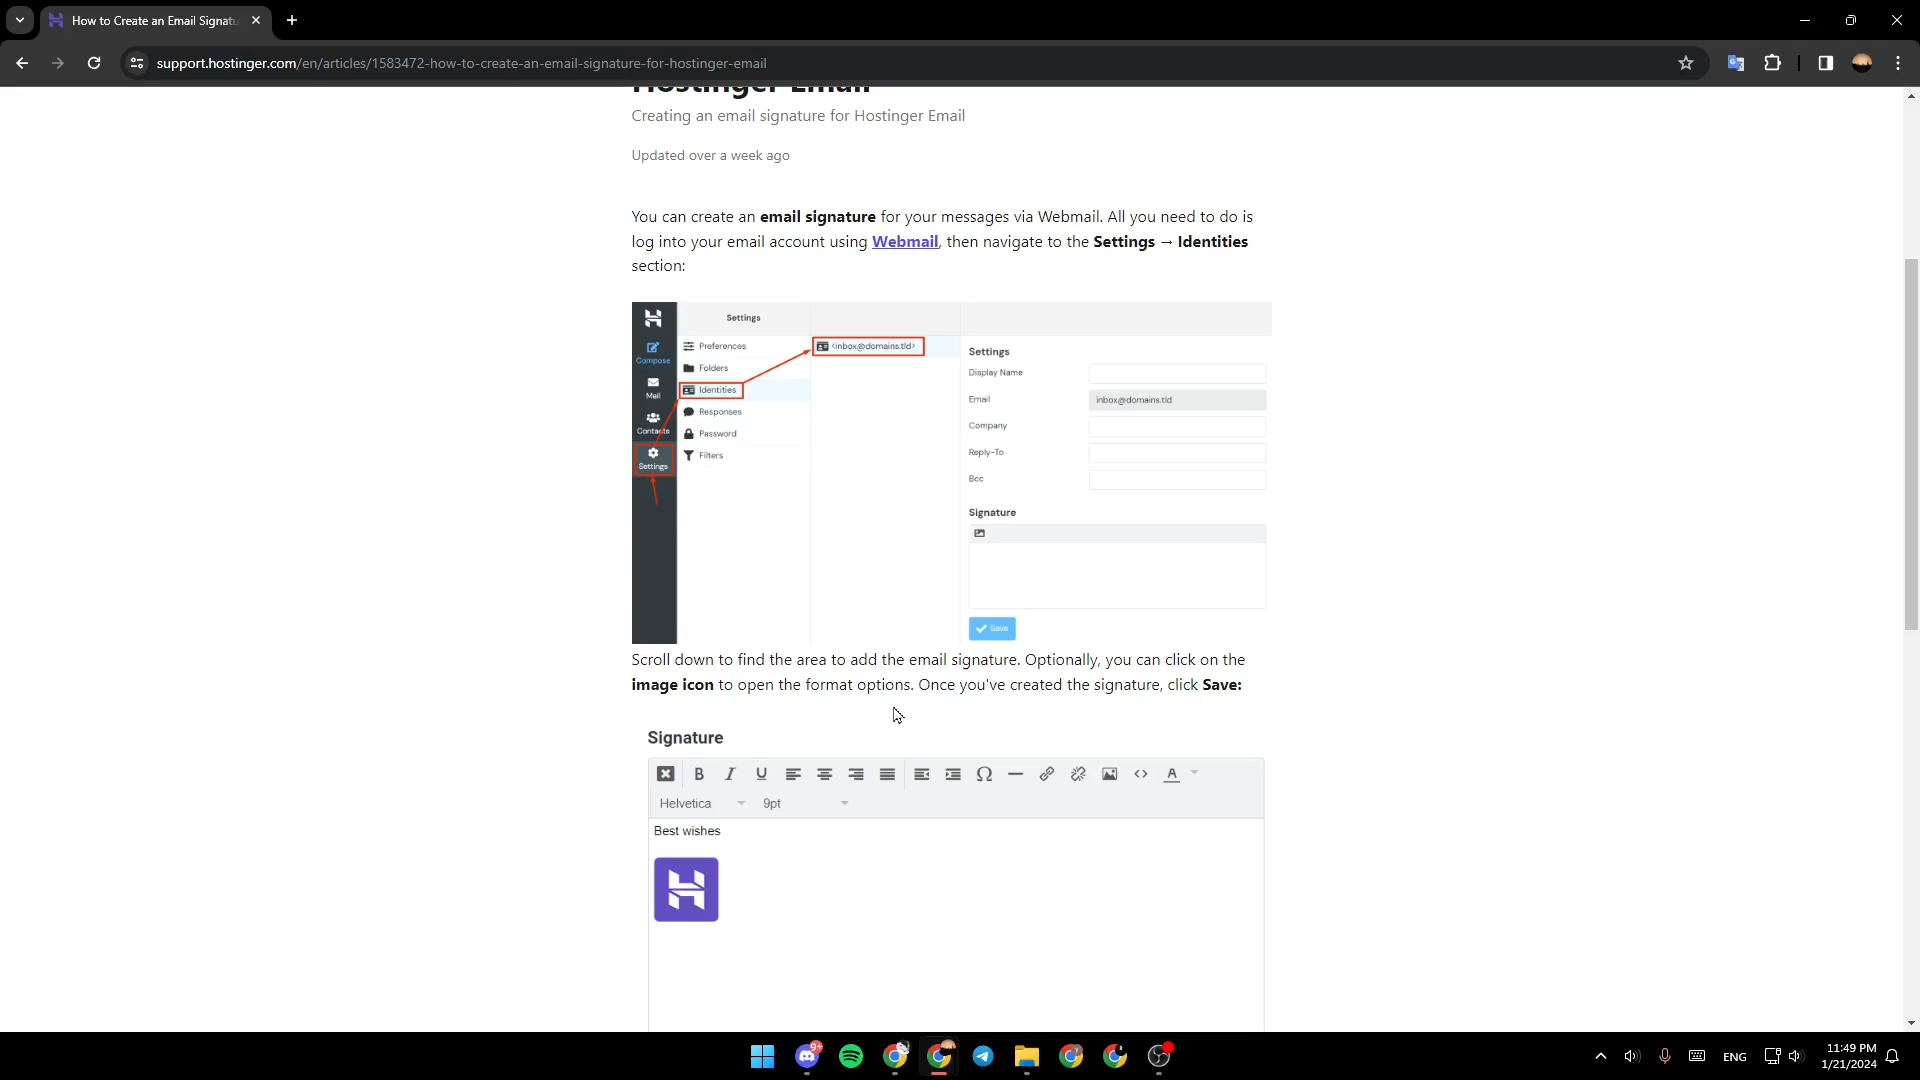 How to Create an Email Signatu
support.hostinger.com/en/articles/1583472-how-to-create-an-email-signature-for-hostinger-email
Hostinger Email
Creating an email signature for Hostinger Email
Updated over a week ago
You can create an email signature for your messages via Webmail. All you need to do is
log into your email account using Webmail, then navigate to the Settings → Identities
section:
Settings
Compose
Mail
Contacts
Settings
Preferences
Folders
Identities
Responses
Password
Filters
<inbox@domains.tld>
Settings
Display Name
Email inbox@domains.tld
Company
Reply-To
Bcc
Signature
Save
Scroll down to find the area to add the email signature. Optionally, you can click on the
image icon to open the format options. Once you've created the signature, click Save:
Signature
B I U Ω A
Helvetica 9pt
Best wishes
9+
ENG
11:49 PM
1/21/2024